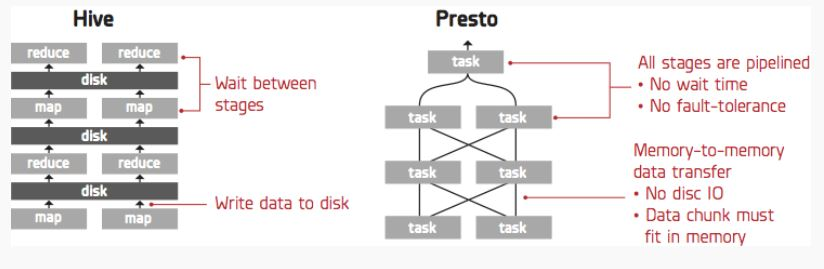 Hive
reduce reduce
disk
map map
disk
reduce reduce
disk
map map
Wait between
stages
Write data to disk
Presto
task
task task
task task
task task
All stages are pipelined
• No wait time
• No fault-tolerance
Memory-to-memory
data transfer
• No disc IO
• Data chunk must
fit in memory